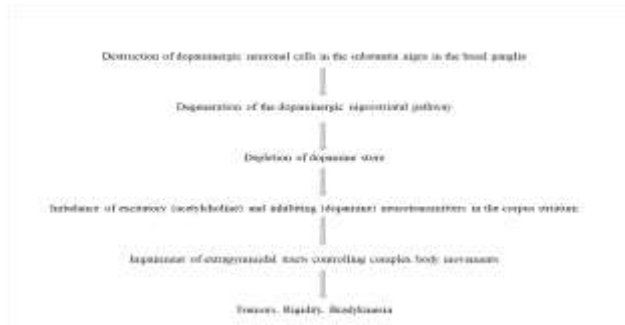 Destruction of dopaminergic neuronal cells in the substantia nigra in the basal ganglia
Degeneration of the dopaminergic nigrostriatal pathway
Depletion of dopamine store
Imbalance of excitatory (acetylcholine) and inhibiting (dopamine) neurotransmitters in the corpus striatum
Impairment of extrapyramidal tracts controlling complex body movements
Tremors, Rigidity, Bradykinesia